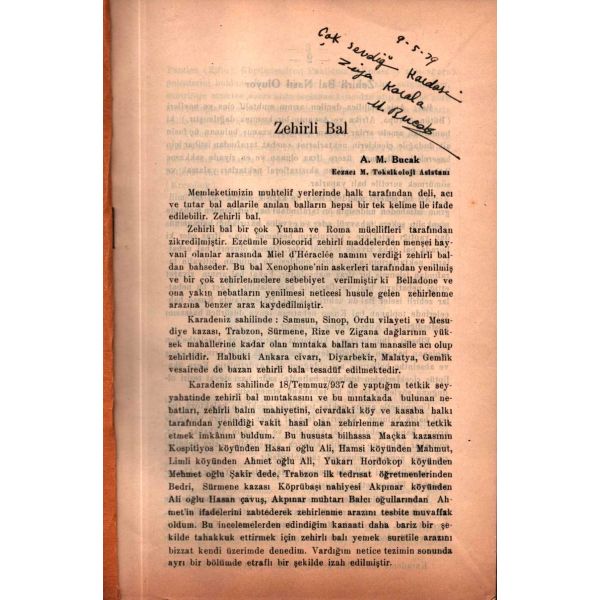 9-5-79
Çok sevdiğ Kardeşi
Ziya Karala
M. Bucak
Zehirli Bal
A. M. Bucak
Eczacı M. Toksikoloji Asistanı
Memleketimizin muhtelif yerlerinde halk tarafından deli, acı
ve tutar bal adlarile anılan balların hepsi bir tek kelime ile ifade
edilebilir. Zehirli bal.
Zehirli bal bir çok Yunan ve Roma müellifleri tarafından
zikredilmiştir. Ezcümle Dioscorid zehirli maddelerden menşei hay-
vani olanlar arasında Miel d'Héraclée namını verdiği zehirli bal-
dan bahseder. Bu bal Xenophone'nin askerleri tarafından yenilmiş
ve bir çok zehirlenmelere sebebiyet verilmiştir ki Belladone ve
ona yakın nebatların yenilmesi neticesi husule gelen zehirlenme
arazına benzer araz kaydedilmiştir.
Karadeniz sahilinde : Samsun, Sinop, Ordu vilayeti ve Mesu-
diye kazası, Trabzon, Sürmene, Rize ve Zigana dağlarının yük-
sek mahallerine kadar olan mıntaka balları tam manasile acı olup
zehirlidir. Halbuki Ankara civarı, Diyarbekir, Malatya, Gemlik
vesairede de bazan zehirli bala tesadüf edilmektedir.
Karadeniz sahilinde 18/Temmuz/937 de yaptığım tetkik sey-
yahatinde zehirli bal mıntakasını ve bu mıntakada bulunan ne-
batları, zehirli balın mahiyetini, civardaki köy ve kasaba halkı
tarafından yenildiği vakit hasıl olan zehirlenme arazını tetkik
etmek imkânını buldum. Bu hususta bilhassa Maçka kazasının
Kospitiyos köyünden Hasan oğlu Ali, Hamsi köyünden Mahmut,
Limli köyünden Ahmet oğlu Ali, Yukarı Hordokop köyünden
Mehmet oğlu Şakir dede, Trabzon ilk tedrisat öğretmenlerinden
Bedri, Sürmene kazası Köprübaşı nahiyesi Akpınar köyünden
Ali oğlu Hasan çavuş, Akpınar muhtarı Balcı oğullarından Ah-
met'in ifadelerini zabtederek zehirlenme arazını tesbite muvaffak
oldum. Bu incelemelerden edindiğim kanaati daha bariz bir şe-
kilde tahakkuk ettirmek için zehirli balı yemek suretile arazını
bizzat kendi üzerimde denedim. Vardığım netice tezimin sonunda
ayrı bir bölümde etraflı bir şekilde izah edilmiştir.